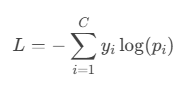 L = − \sum_{i=1}^{C} y_i \log(p_i)